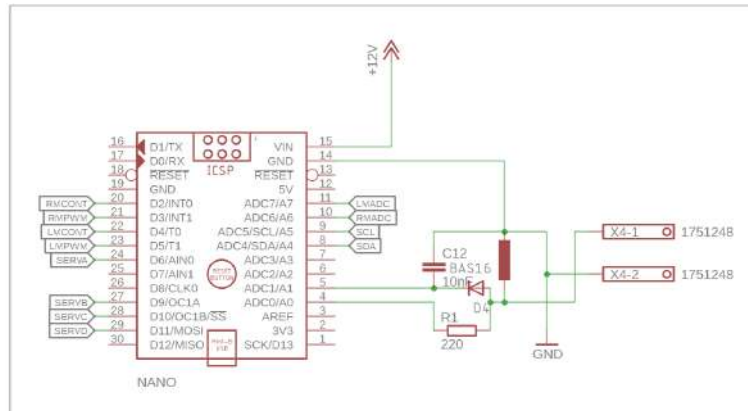 +12V
16 D1/TX VIN 15
17 D0/RX GND 14
18 RESET ICSP RESET 13
19 GND 5V 12
RMCONT 20 D2/INT0 ADC7/A7 11 LMADC
RMPWM 21 D3/INT1 ADC6/A6 10 RMADC
LMCONT 22 D4/T0 ADC5/SCL/A5 9 SCL
LMPWM 23 D5/T1 ADC4/SDA/A4 8 SDA
SERVA 24 D6/AIN0 ADC3/A3 7
25 D7/AIN1 RESET BUTTON ADC2/A2 6
26 D8/CLK0 ADC1/A1 5
SERVB 27 D9/OC1A ADC0/A0 4
SERVC 28 D10/OC1B/SS AREF 3
SERVD 29 D11/MOSI 3V3 2
30 D12/MISO SCK/D13 1
NANO
C12
10nF
BAS16
D4
R1
220
GND
X4-1 1751248
X4-2 1751248